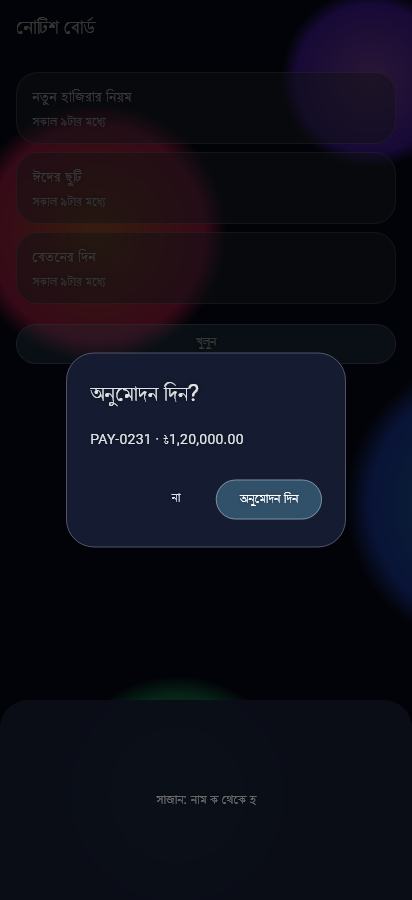 নোটিশ বোর্ড
নতুন হাজিরার নিয়ম
সকাল ৯টার মধ্যে
ঈদের ছুটি
সকাল ৯টার মধ্যে
বেতনের দিন
সকাল ৯টার মধ্যে
খুলুন
অনুমোদন দিন?
PAY-0231 · ৳1,20,000.00
না
অনুমোদন দিন
সাজান: নাম ক থেকে হ